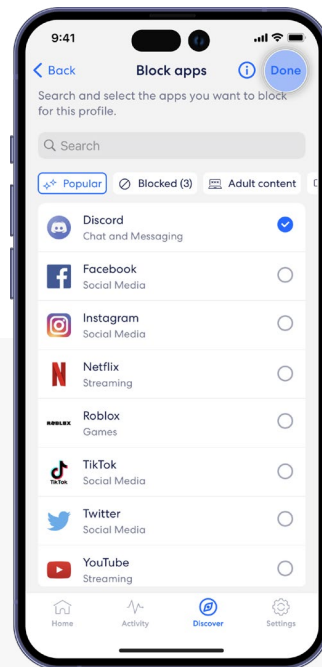 9:41
Back
Block apps
Done
Search and select the apps you want to block
for this profile.
Search
Popular
Blocked (3)
Adult content
Discord
Chat and Messaging
Facebook
Social Media
Instagram
Social Media
Netflix
Streaming
ROBLOX
Roblox
Games
TikTok
TikTok
Social Media
Twitter
Social Media
YouTube
Streaming
Home
Activity
Discover
Settings